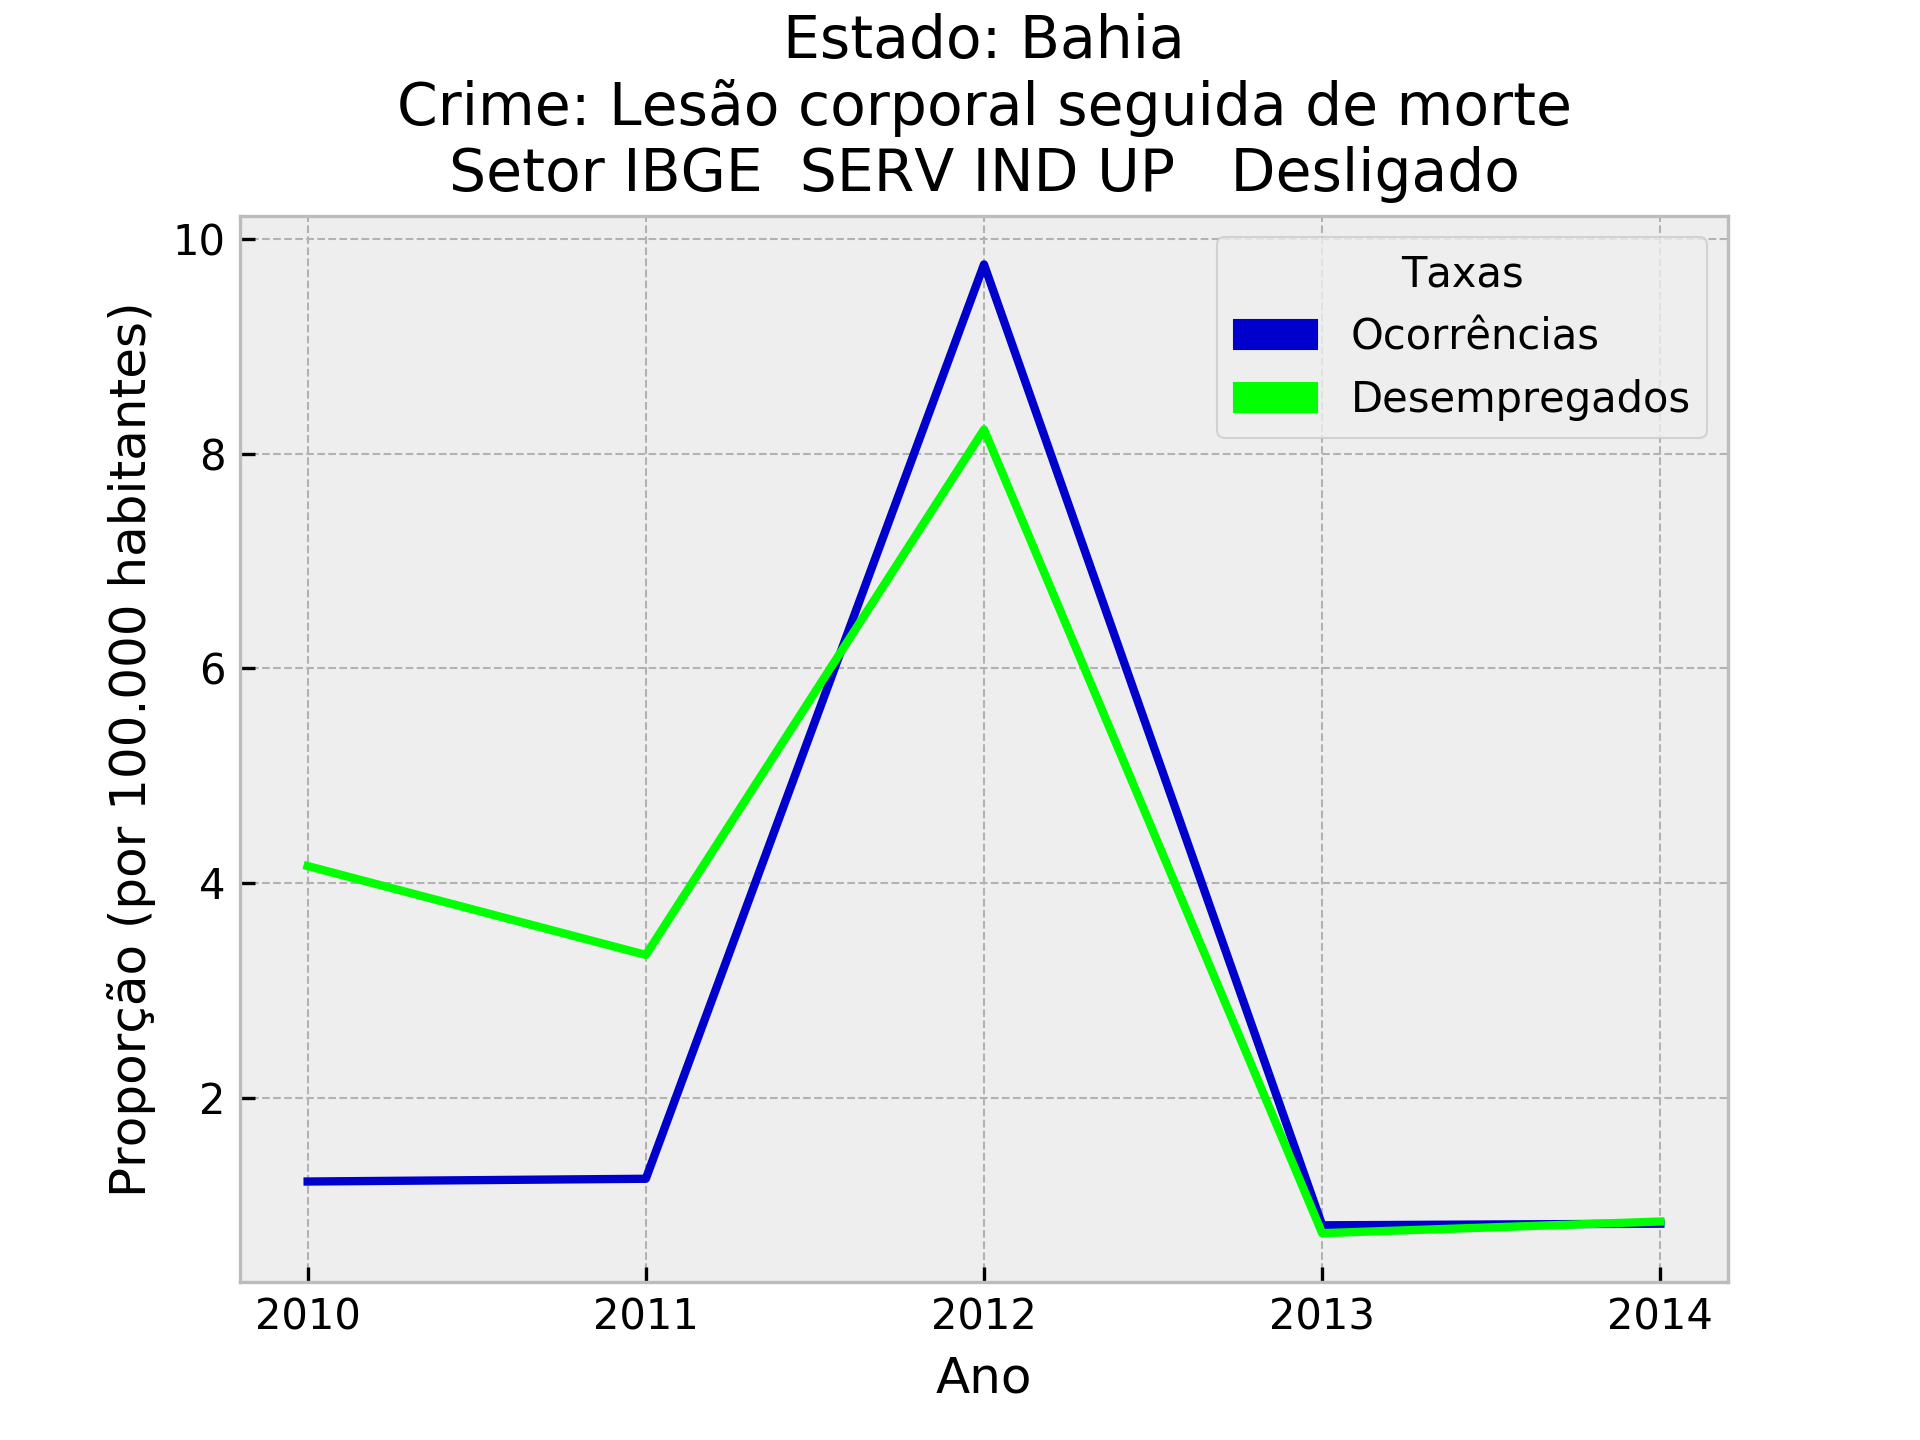 Estado: Bahia
Crime: Lesão corporal seguida de morte
Setor IBGE  SERV IND UP   Desligado
Proporção (por 100.000 habitantes)
10
8
6
4
2
Taxas
Ocorrências
Desempregados
2010 2011 2012 2013 2014
Ano